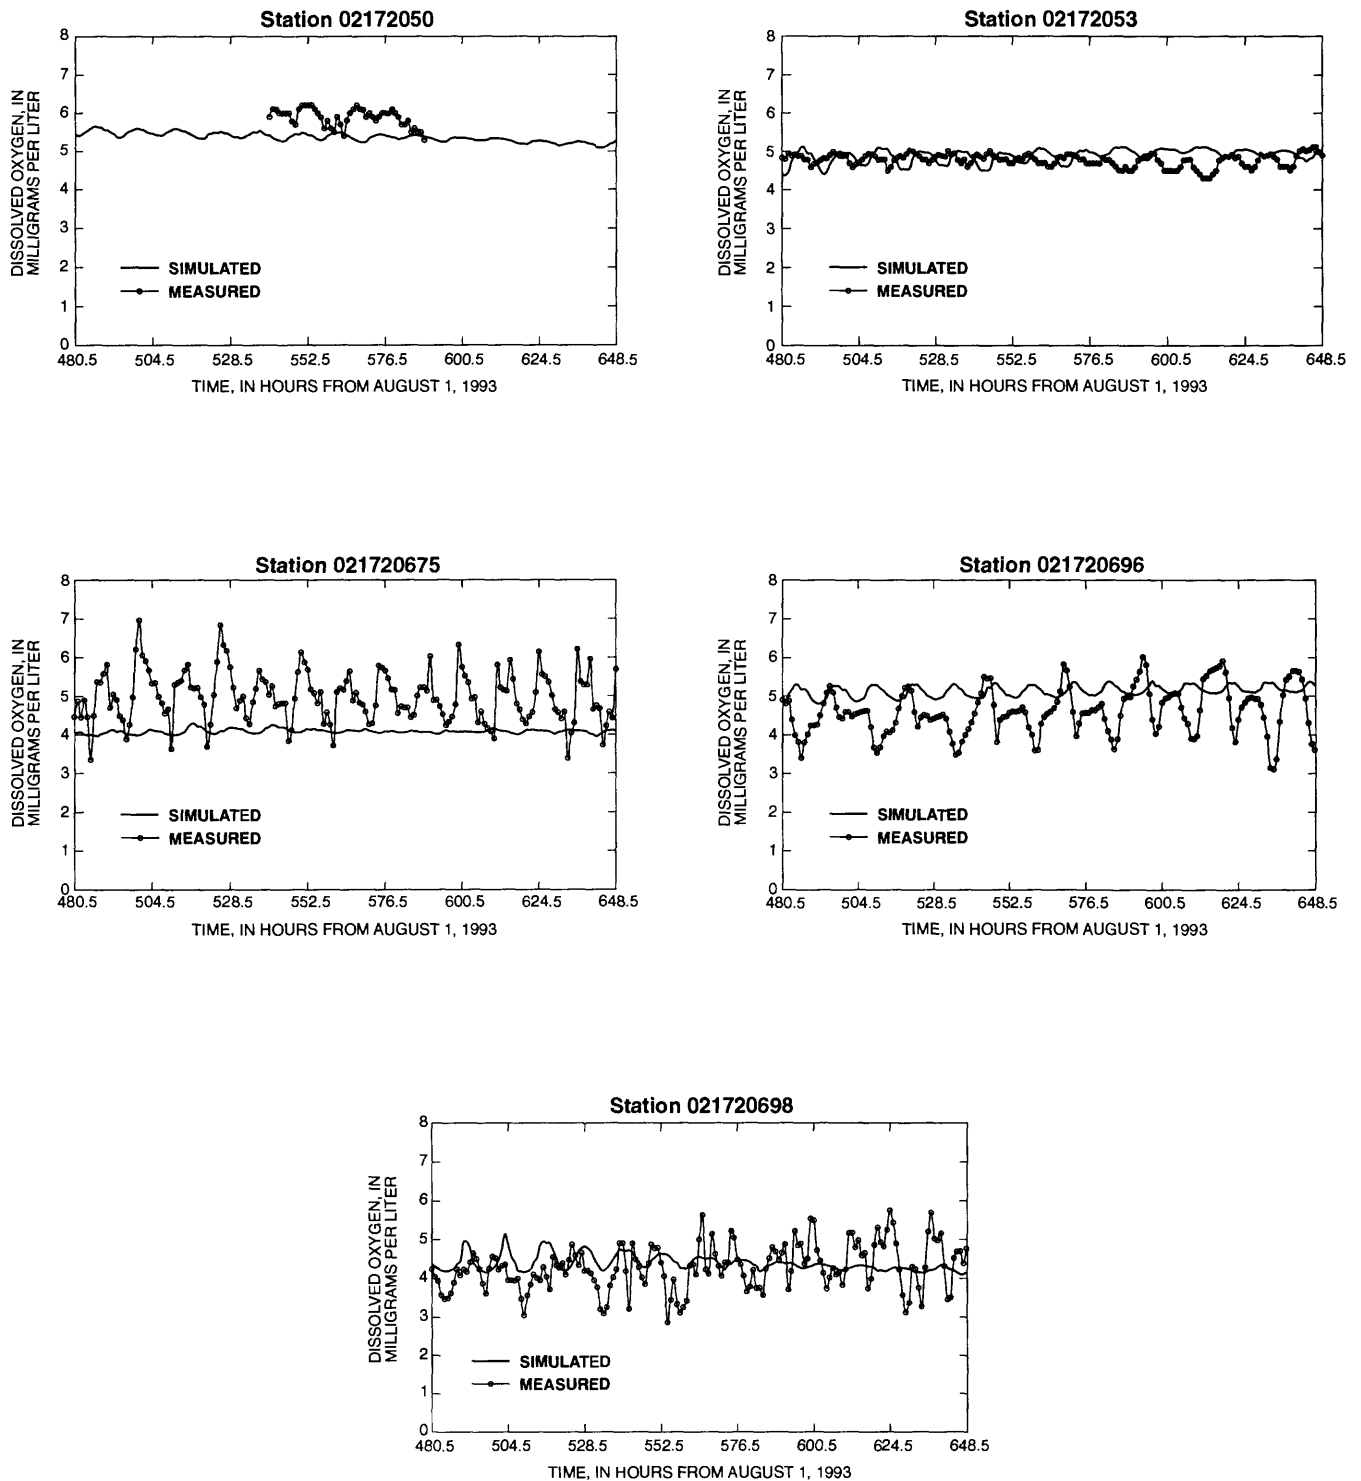 Station 02172050
8
7
6
5
4
3
2
1
0
DISSOLVED OXYGEN, IN
MILLIGRAMS PER LITER
SIMULATED
MEASURED
480.5 504.5 528.5 552.5 576.5 600.5 624.5 648.5
TIME, IN HOURS FROM AUGUST 1, 1993
Station 02172053
8
7
6
5
4
3
2
1
0
DISSOLVED OXYGEN, IN
MILLIGRAMS PER LITER
SIMULATED
MEASURED
480.5 504.5 528.5 552.5 576.5 600.5 624.5 648.5
TIME, IN HOURS FROM AUGUST 1, 1993
Station 021720675
8
7
6
5
4
3
2
1
0
DISSOLVED OXYGEN, IN
MILLIGRAMS PER LITER
SIMULATED
MEASURED
480.5 504.5 528.5 552.5 576.5 600.5 624.5 648.5
TIME, IN HOURS FROM AUGUST 1, 1993
Station 021720696
8
7
6
5
4
3
2
1
0
DISSOLVED OXYGEN, IN
MILLIGRAMS PER LITER
SIMULATED
MEASURED
480.5 504.5 528.5 552.5 576.5 600.5 624.5 648.5
TIME, IN HOURS FROM AUGUST 1, 1993
Station 021720698
8
7
6
5
4
3
2
1
0
DISSOLVED OXYGEN, IN
MILLIGRAMS PER LITER
SIMULATED
MEASURED
480.5 504.5 528.5 552.5 576.5 600.5 624.5 648.5
TIME, IN HOURS FROM AUGUST 1, 1993